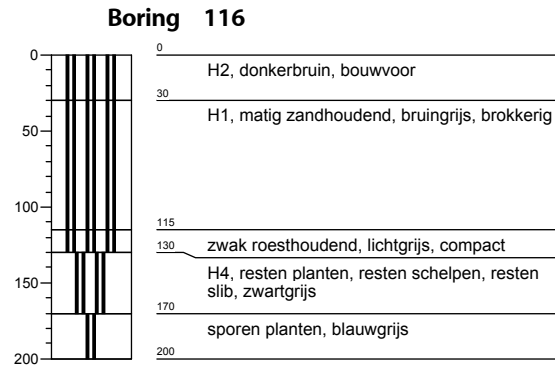 Boring 116
0
0
H2, donkerbruin, bouwvoor
30
H1, matig zandhoudend, bruingrijs, brokkerig
50
100
115
130
zwak roesthoudend, lichtgrijs, compact
H4, resten planten, resten schelpen, resten
slib, zwartgrijs
150
170
sporen planten, blauwgrijs
200
200